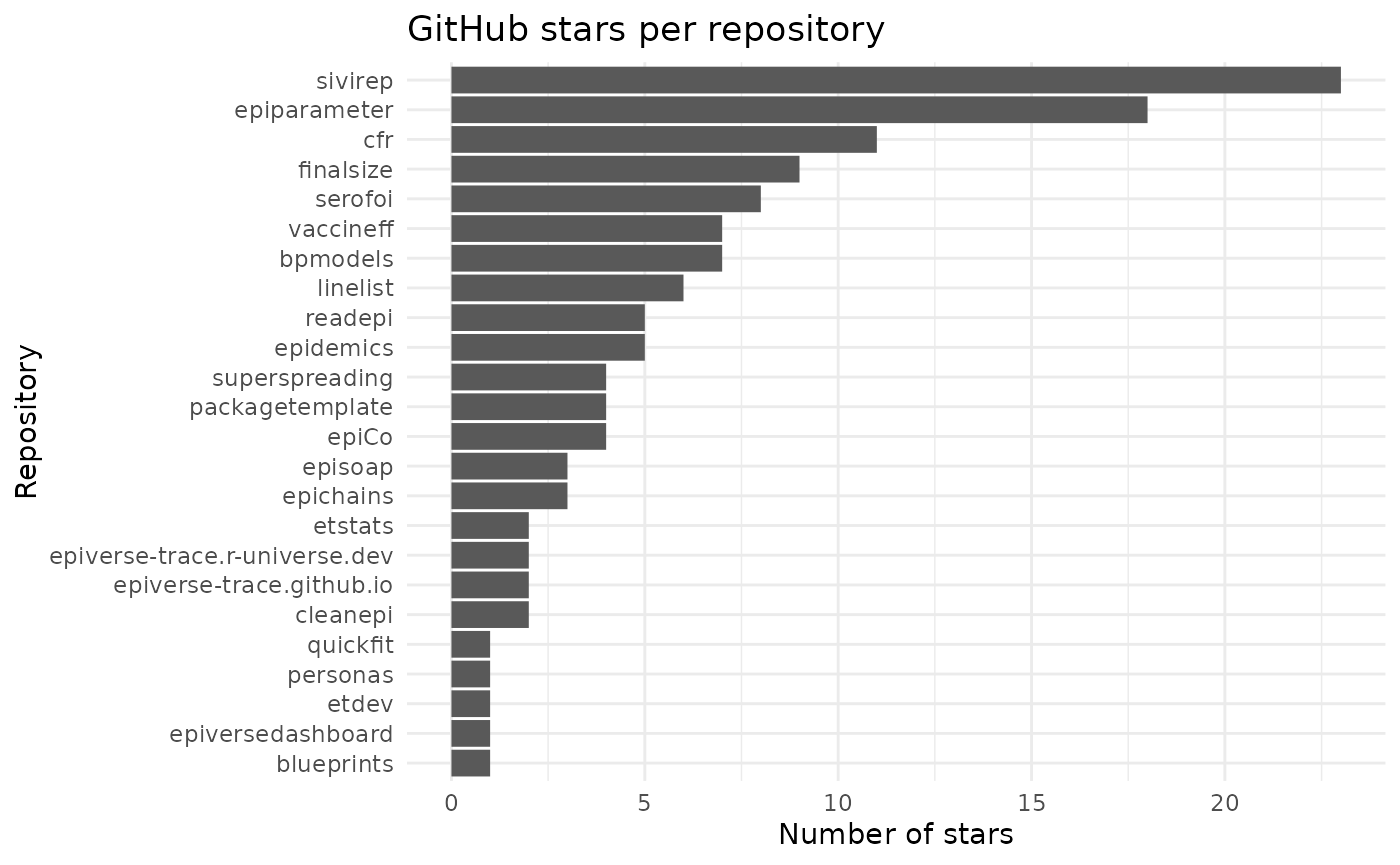 GitHub stars per repository
sivirep
epiparameter
cfr
finalsize
serofoi
vaccineff
bpmodels
linelist
readepi
epidemics
superspreading
packagetemplate
epiCo
episoap
epichains
etstats
epiverse-trace.r-universe.dev
epiverse-trace.github.io
cleanepi
quickfit
personas
etdev
epiversedashboard
blueprints
Repository
0 5 10 15 20
Number of stars